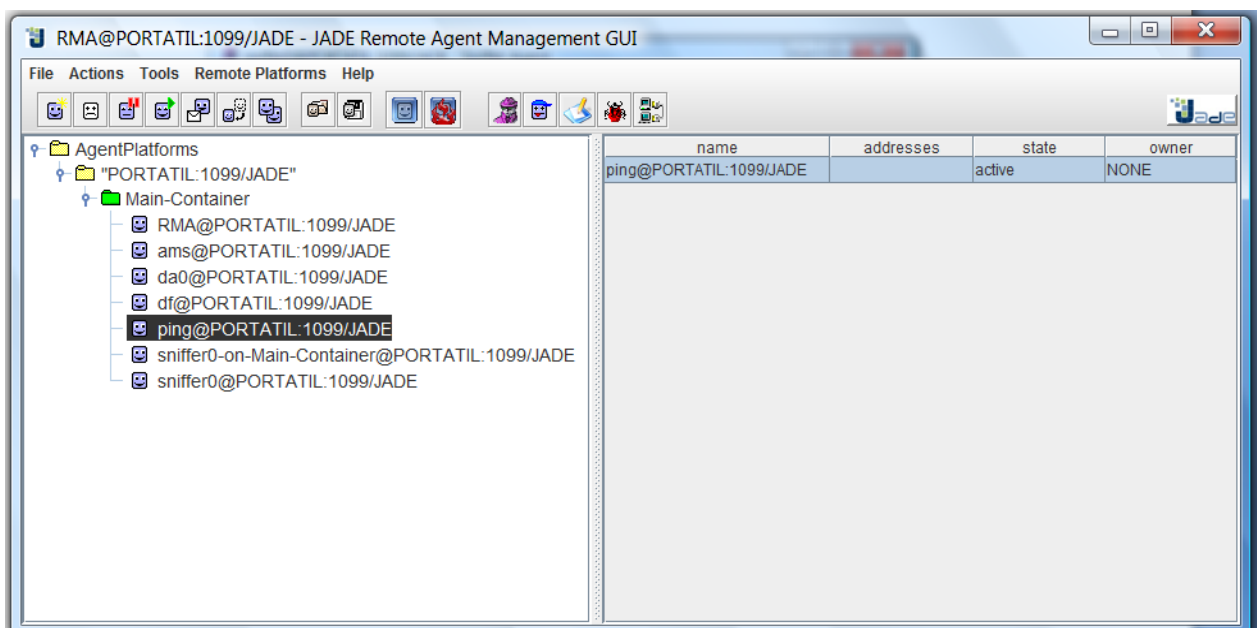 RMA@PORTATIL:1099/JADE - JADE Remote Agent Management GUI
File Actions Tools Remote Platforms Help
Jade
AgentPlatforms
"PORTATIL:1099/JADE"
Main-Container
RMA@PORTATIL:1099/JADE
ams@PORTATIL:1099/JADE
da0@PORTATIL:1099/JADE
df@PORTATIL:1099/JADE
ping@PORTATIL:1099/JADE
sniffer0-on-Main-Container@PORTATIL:1099/JADE
sniffer0@PORTATIL:1099/JADE
name addresses state owner
ping@PORTATIL:1099/JADE active NONE